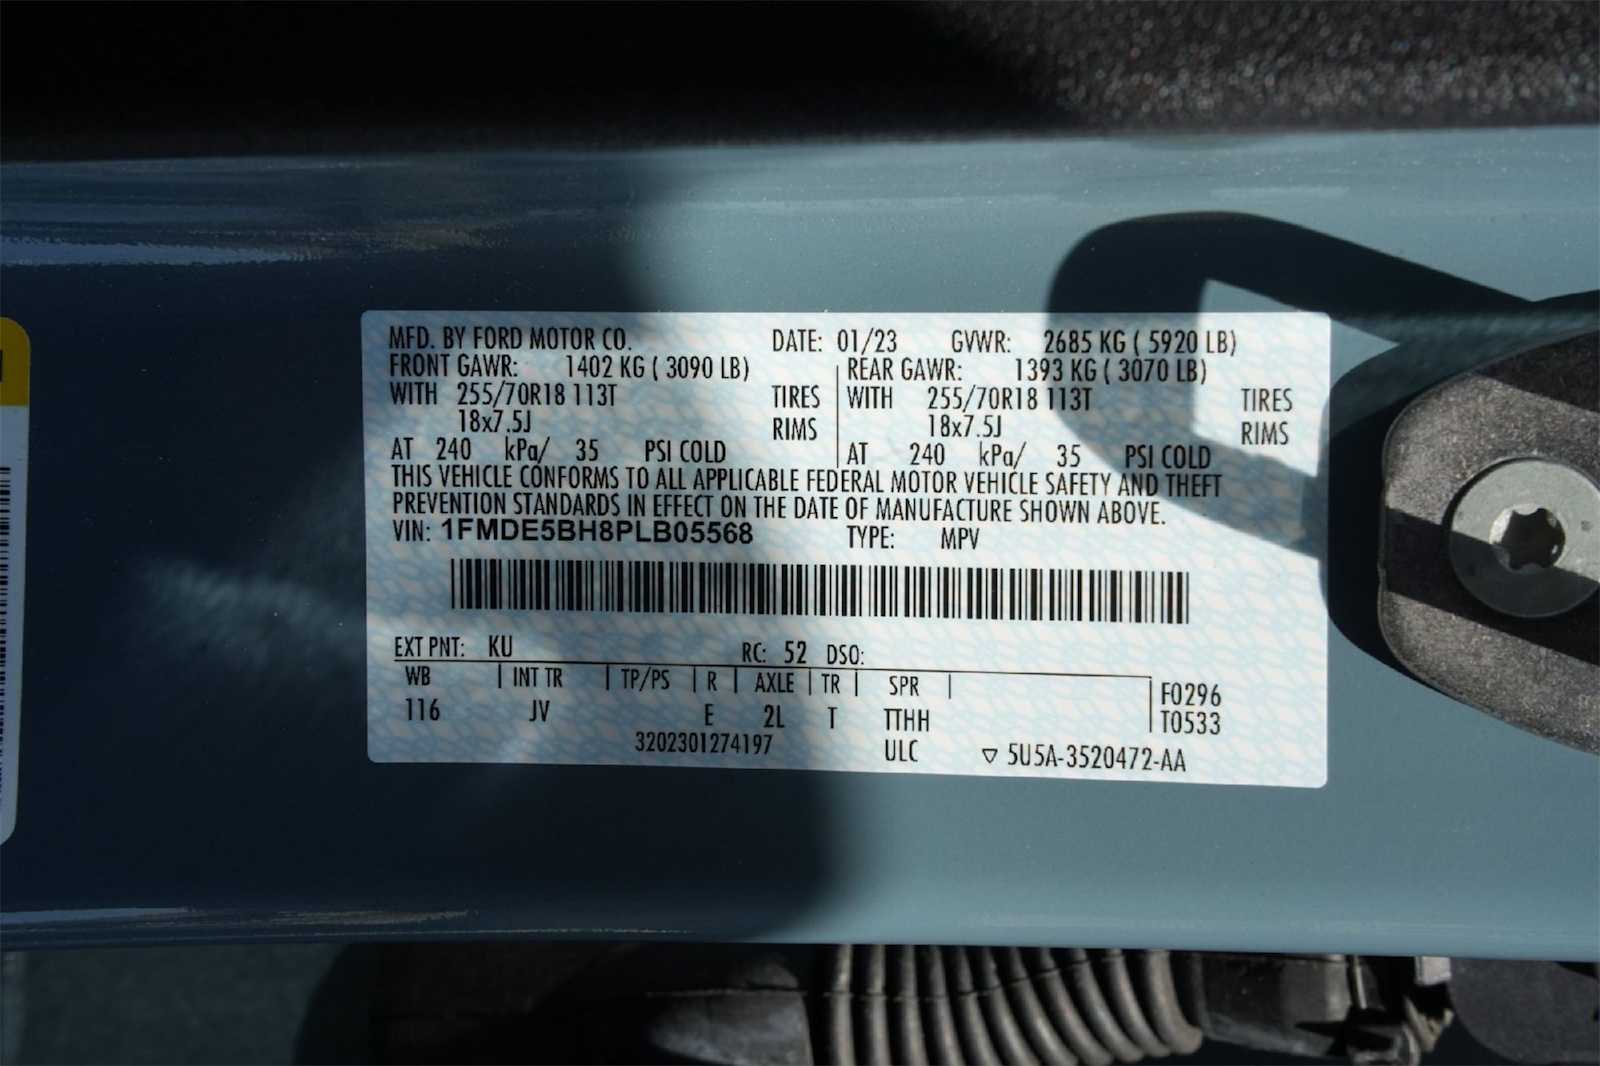 MFD. BY FORD MOTOR CO. DATE: 01/23 GVWR: 2685 KG ( 5920 LB)
FRONT GAWR: 1402 KG ( 3090 LB) REAR GAWR: 1393 KG ( 3070 LB)
WITH 255/70R18 113T TIRES WITH 255/70R18 113T TIRES
18x7.5J RIMS 18x7.5J RIMS
AT 240 kPa/ 35 PSI COLD AT 240 kPa/ 35 PSI COLD
THIS VEHICLE CONFORMS TO ALL APPLICABLE FEDERAL MOTOR VEHICLE SAFETY AND THEFT
PREVENTION STANDARDS IN EFFECT ON THE DATE OF MANUFACTURE SHOWN ABOVE.
VIN: 1FMDE5BH8PLB05568 TYPE: MPV
EXT PNT: KU RC: 52 DSO:
WB INT TR TP/PS R AXLE TR SPR F0296
116 JV E 2L T TTHH T0533
3202301274197 ULC ▽ 5U5A-3520472-AA